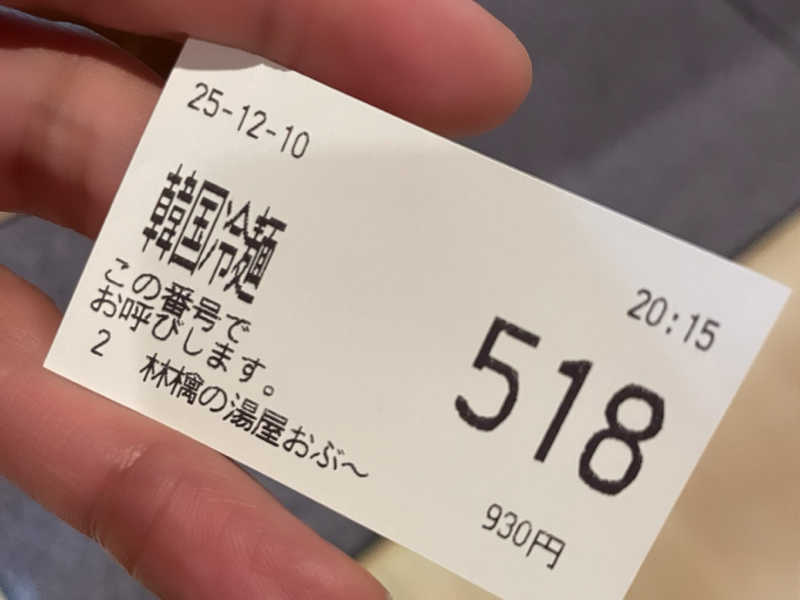 25-12-10
20:15
韓国冷麺
518
この番号で
お呼びします。
2 林檎の湯屋おぶ～
930円